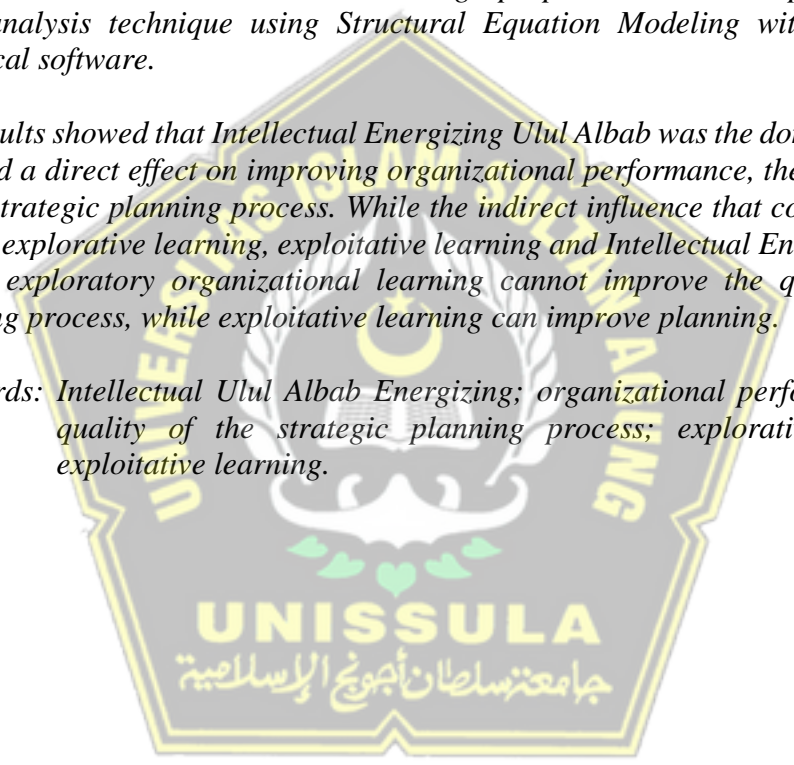 nalysis technique using Structural Equation Modeling wit
cal software.
ults showed that Intellectual Energizing Ulul Albab was the do
d a direct effect on improving organizational performance, the
trategic planning process. While the indirect influence that co
explorative learning, exploitative learning and Intellectual En
exploratory organizational learning cannot improve the q
ng process, while exploitative learning can improve planning.
rds: Intellectual Ulul Albab Energizing; organizational perfo
quality of the strategic planning process; explorati
exploitative learning.
UNIVERSITAS ISLAM SULTAN AGUNG
UNISSULA
جامعة سلطان أجونج الإسلامية